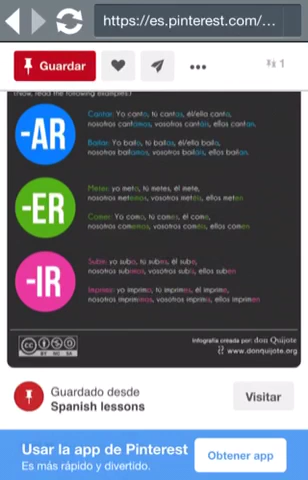 https://es.pinterest.com/...
Guardar
1
(Now, read the following examples)
-AR
Cantar: Yo canto, tú cantas, él/ella canta,
nosotros cantamos, vosotros cantáis, ellos cantan.
Bailar: Yo bailo, tú bailas, él/ella baila,
nosotros bailamos, vosotros bailáis, ellos bailan.
-ER
Meter: yo meto, tú metes, él mete,
nosotros metemos, vosotros metéis, ellos meten
Comer: Yo como, tú comes, él come,
nosotros comemos, vosotros coméis, ellos comen
-IR
Subir: yo subo, tú subes, él sube,
nosotros subimos, vosotros subís, ellos suben
Imprimir: yo imprimo, tú imprimes, él imprime,
nosotros imprimimos, vosotros imprimís, ellos imprimen
cc
BY NC SA
Infografía creada por: don Quijote
www.donquijote.org
Guardado desde
Spanish lessons
Visitar
Usar la app de Pinterest
Es más rápido y divertido.
Obtener app